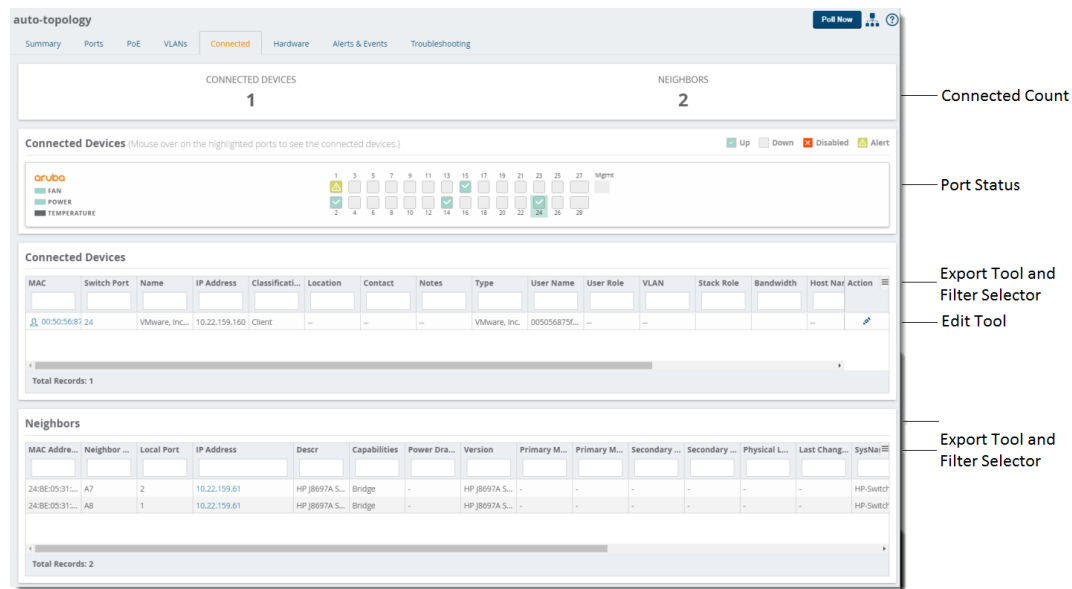 auto-topology
Poll Now
Summary Ports PoE VLANs Connected Hardware Alerts & Events Troubleshooting
CONNECTED DEVICES NEIGHBORS
1 2
Connected Count
Connected Devices (Mouse over on the highlighted ports to see the connected devices.) Up Down Disabled Alert
aruba
FAN
POWER
TEMPERATURE
1 3 5 7 9 11 13 15 17 19 21 23 25 27 Mgmt
2 4 6 8 10 12 14 16 18 20 22 24 26 28
Port Status
Connected Devices
MAC Switch Port Name IP Address Classificati... Location Contact Notes Type User Name User Role VLAN Stack Role Bandwidth Host Nar Action
Export Tool and
Filter Selector
00:50:56:87 24 VMware, Inc... 10.22.159.160 Client -- -- -- VMware, Inc. 005056875f... -- -- --
Edit Tool
Total Records: 1
Neighbors
MAC Addre... Neighbor ... Local Port IP Address Descr Capabilities Power Dra... Version Primary M... Primary M... Secondary ... Secondary ... Physical L... Last Chang... SysNai
Export Tool and
Filter Selector
24:BE:05:31:... A7 2 10.22.159.61 HP J8697A S... Bridge - HP J8697A S... - - - - - - HP-Switch
24:BE:05:31:... A8 1 10.22.159.61 HP J8697A S... Bridge - HP J8697A S... - - - - - - HP-Switch
Total Records: 2